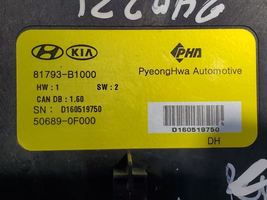 KIA PHA
81793-B1000 PyeongHwa Automotive
HW : 1 SW : 2
CAN DB : 1.60
SN : D160519750
50689-0F000 D160519750
DH